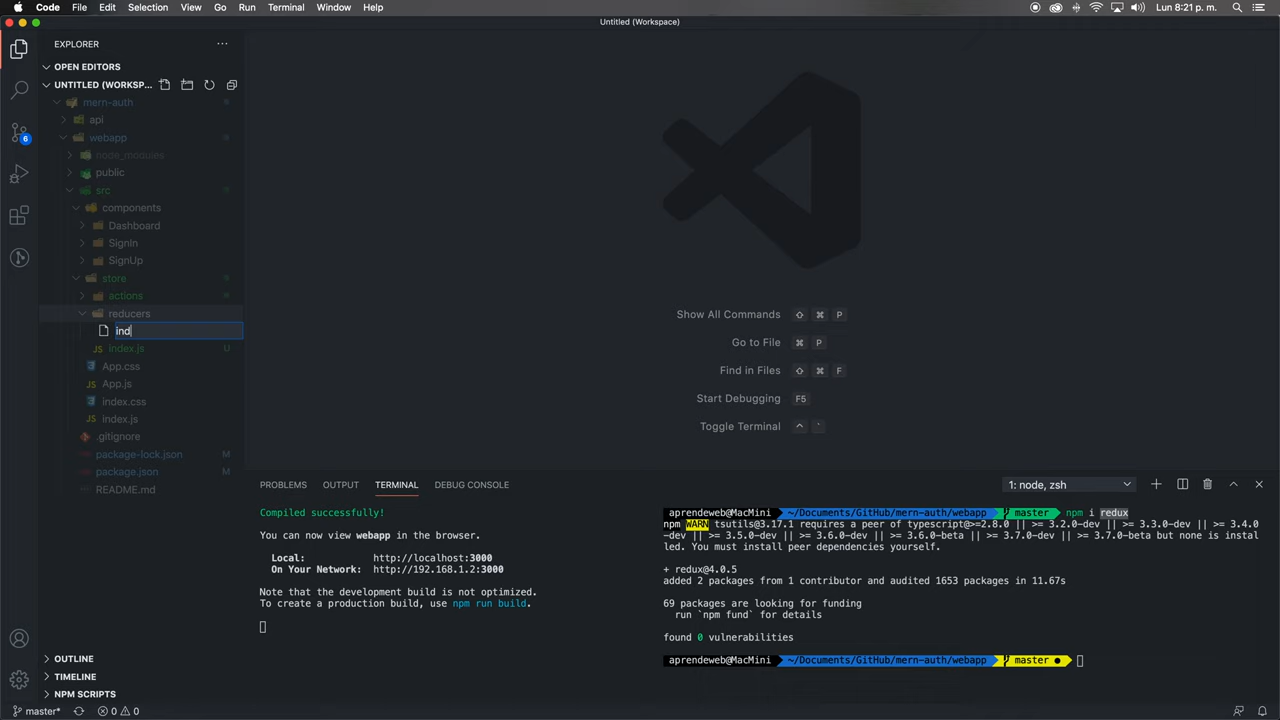 Code File Edit Selection View Go Run Terminal Window Help Lun 8:21 p. m.
Untitled (Workspace)
EXPLORER
OPEN EDITORS
UNTITLED (WORKSP...
mern-auth
api
webapp
6
node_modules
public
src
components
Dashboard
SignIn
SignUp
store
actions
reducers
ind
JS index.js U
App.css
JS App.js
index.css
JS index.js
.gitignore
package-lock.json M
package.json M
README.md
Show All Commands ⇧ ⌘ P
Go to File ⌘ P
Find in Files ⇧ ⌘ F
Start Debugging F5
Toggle Terminal ^ `
PROBLEMS OUTPUT TERMINAL DEBUG CONSOLE 1: node, zsh
Compiled successfully!
You can now view webapp in the browser.
Local: http://localhost:3000
On Your Network: http://192.168.1.2:3000
Note that the development build is not optimized.
To create a production build, use npm run build.
aprendeweb@MacMini ~/Documents/GitHub/mern-auth/webapp master npm i redux
npm WARN tsutils@3.17.1 requires a peer of typescript@>=2.8.0 || >= 3.2.0-dev || >= 3.3.0-dev || >= 3.4.0
-dev || >= 3.5.0-dev || >= 3.6.0-dev || >= 3.6.0-beta || >= 3.7.0-dev || >= 3.7.0-beta but none is instal
led. You must install peer dependencies yourself.
+ redux@4.0.5
added 2 packages from 1 contributor and audited 1653 packages in 11.67s
69 packages are looking for funding
run `npm fund` for details
found 0 vulnerabilities
aprendeweb@MacMini ~/Documents/GitHub/mern-auth/webapp master ●
OUTLINE
TIMELINE
NPM SCRIPTS
master* 0 0